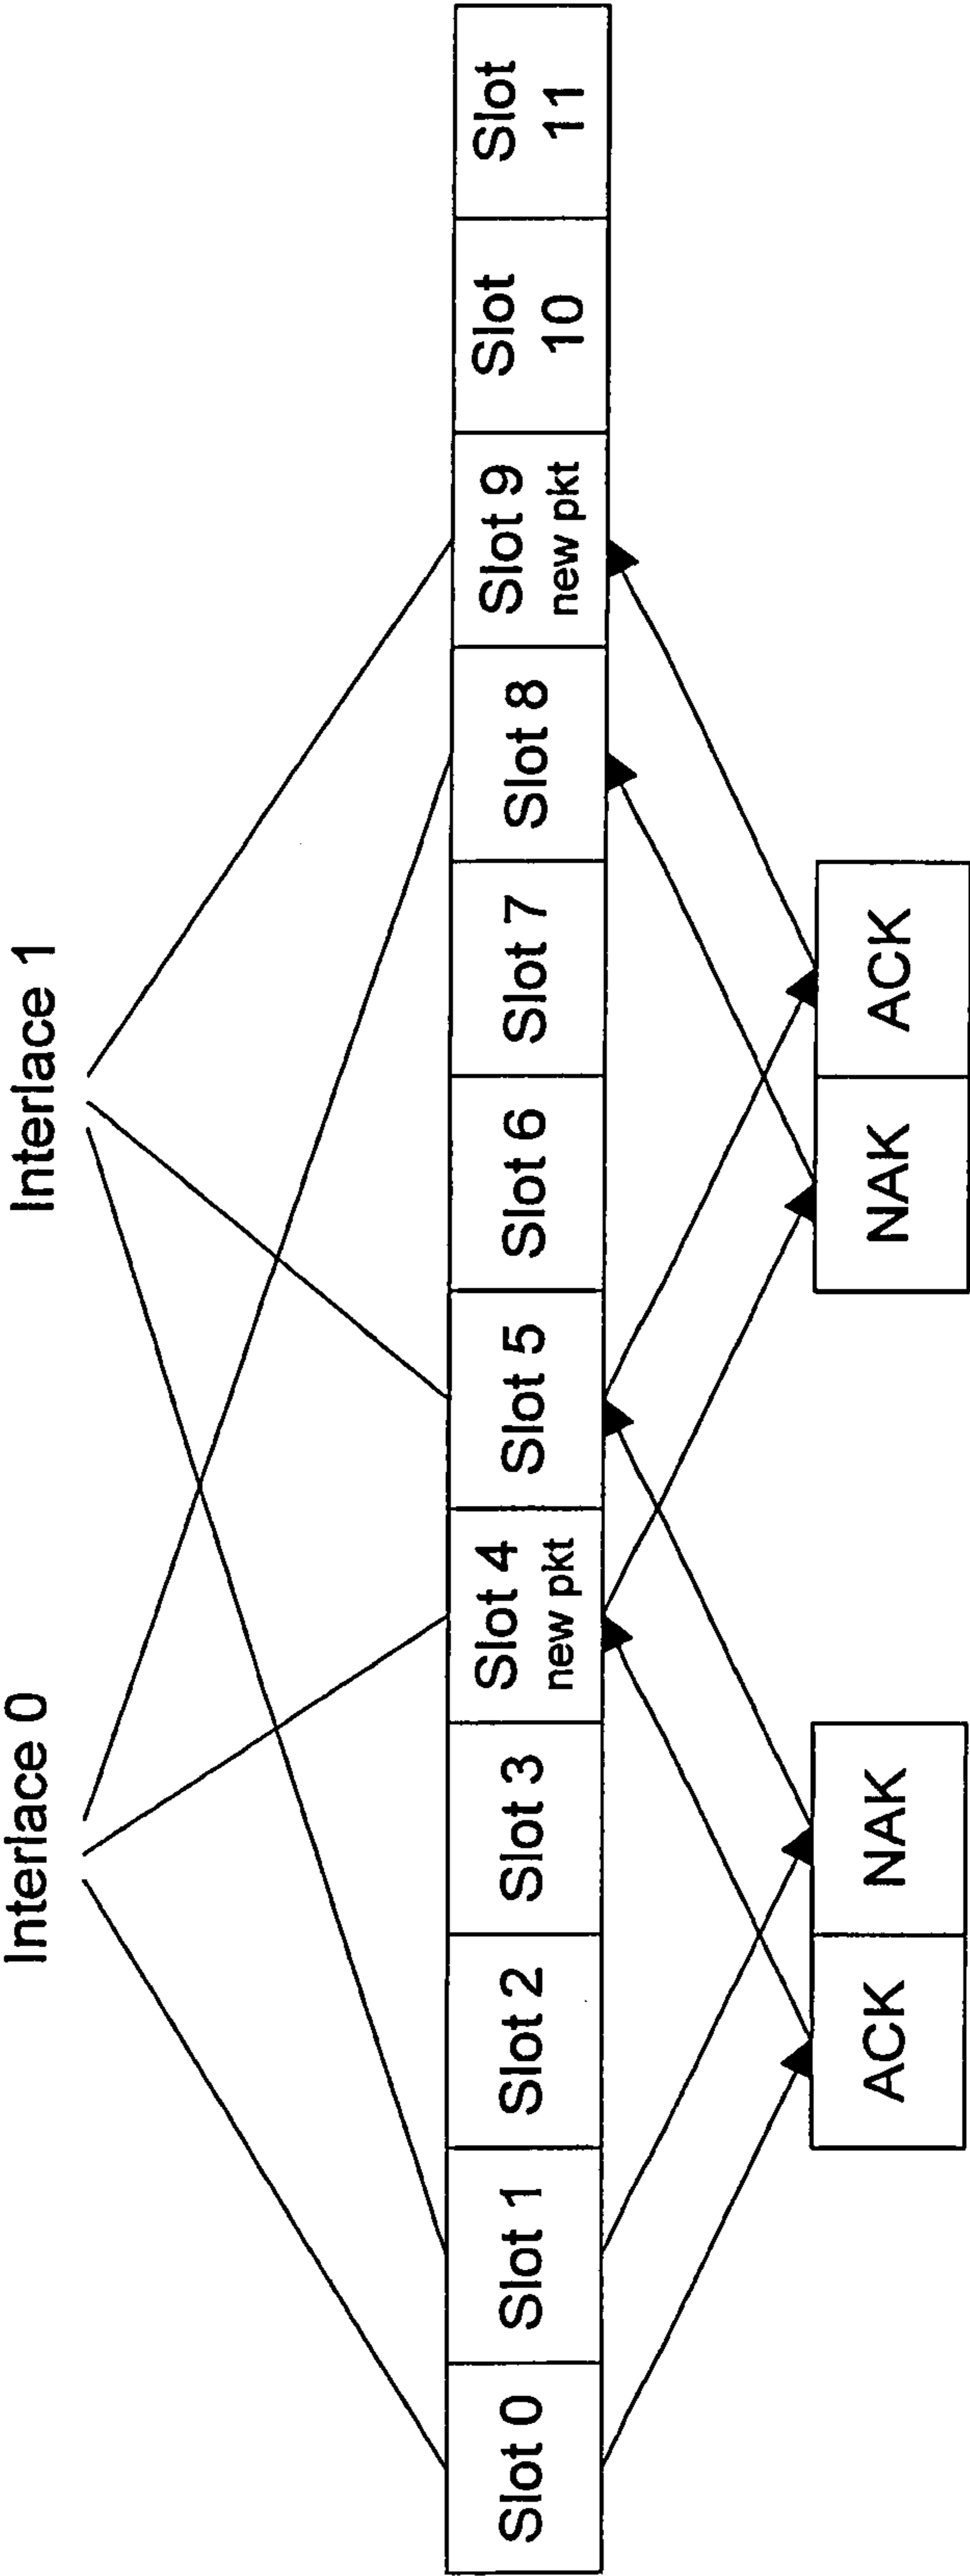 Interlace 0
Interlace 1
Slot 0
Slot 1
Slot 2
Slot 3
Slot 4
new pkt
Slot 5
Slot 6
Slot 7
Slot 8
Slot 9
new pkt
Slot
10
Slot
11
ACK
NAK
NAK
ACK